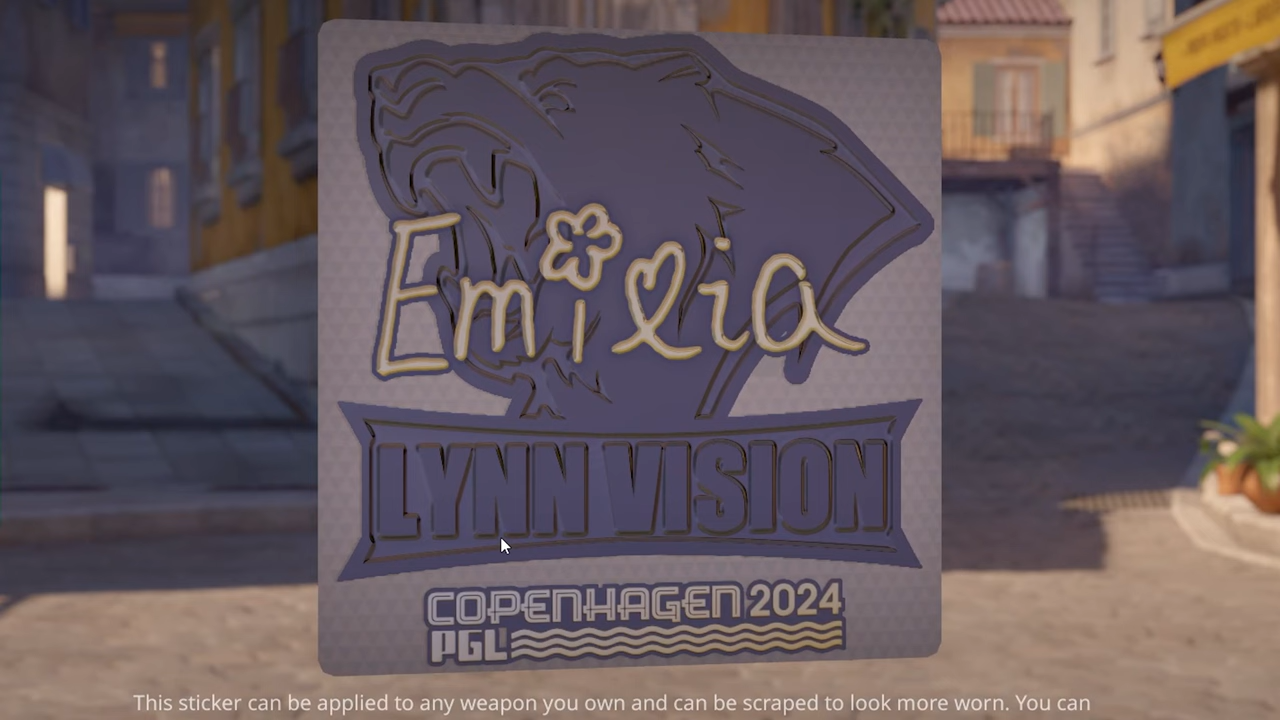 Emilia
LYNN VISION
COPENHAGEN 2024
PGL
This sticker can be applied to any weapon you own and can be scraped to look more worn. You can